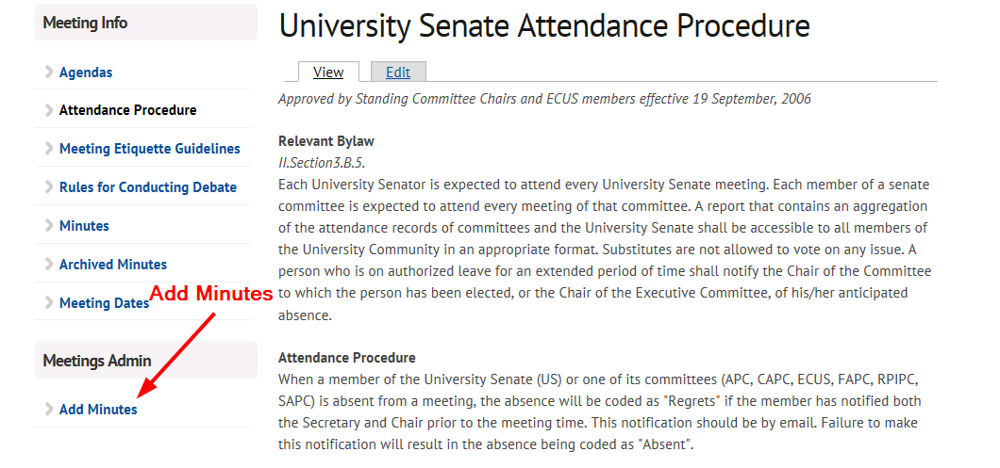 Meeting Info
Agendas
Attendance Procedure
Meeting Etiquette Guidelines
Rules for Conducting Debate
Minutes
Archived Minutes
Meeting Dates
Add Minutes
Meetings Admin
Add Minutes
University Senate Attendance Procedure
View
Edit
Approved by Standing Committee Chairs and ECUS members effective 19 September, 2006
Relevant Bylaw
II.Section3.B.5.
Each University Senator is expected to attend every University Senate meeting. Each member of a senate
committee is expected to attend every meeting of that committee. A report that contains an aggregation
of the attendance records of committees and the University Senate shall be accessible to all members of
the University Community in an appropriate format. Substitutes are not allowed to vote on any issue. A
person who is on authorized leave for an extended period of time shall notify the Chair of the Committee
to which the person has been elected, or the Chair of the Executive Committee, of his/her anticipated
absence.
Attendance Procedure
When a member of the University Senate (US) or one of its committees (APC, CAPC, ECUS, FAPC, RPIPC,
SAPC) is absent from a meeting, the absence will be coded as "Regrets" if the member has notified both
the Secretary and Chair prior to the meeting time. This notification should be by email. Failure to make
this notification will result in the absence being coded as "Absent".